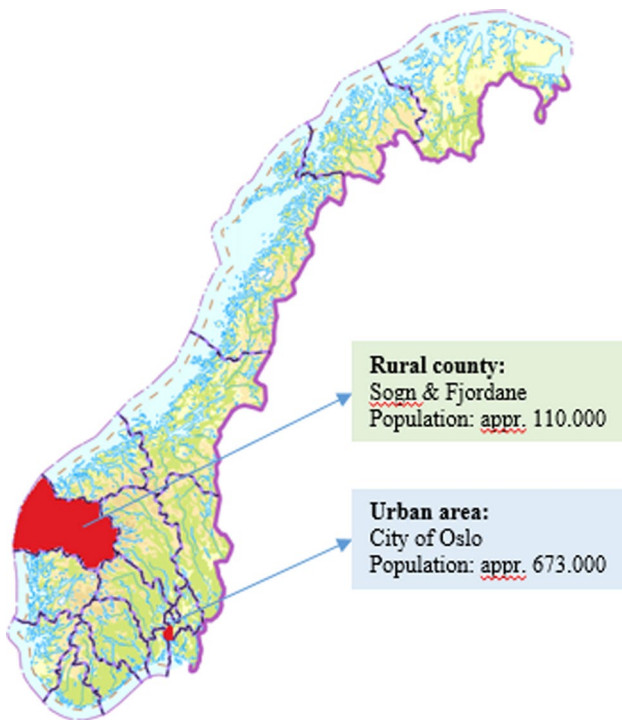 Rural county:
Sogn & Fjordane
Population: appr. 110.000
Urban area:
City of Oslo
Population: appr. 673.000